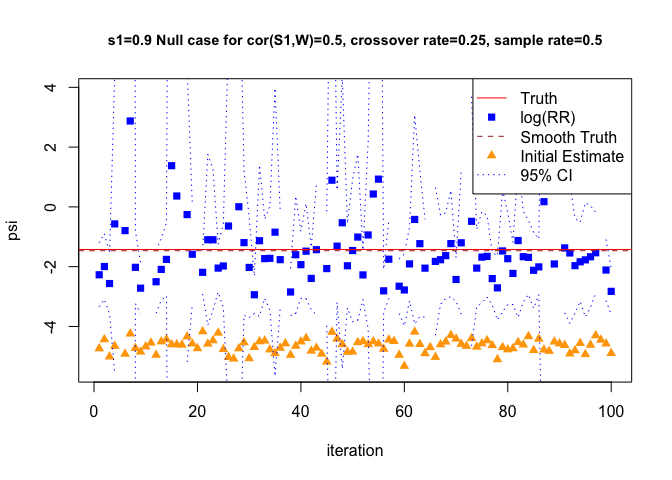 s1=0.9 Null case for cor(S1,W)=0.5, crossover rate=0.25, sample rate=0.5
psi
4
2
0
-2
-4
Truth
log(RR)
Smooth Truth
Initial Estimate
95% CI
0
20
40
60
80
100
iteration